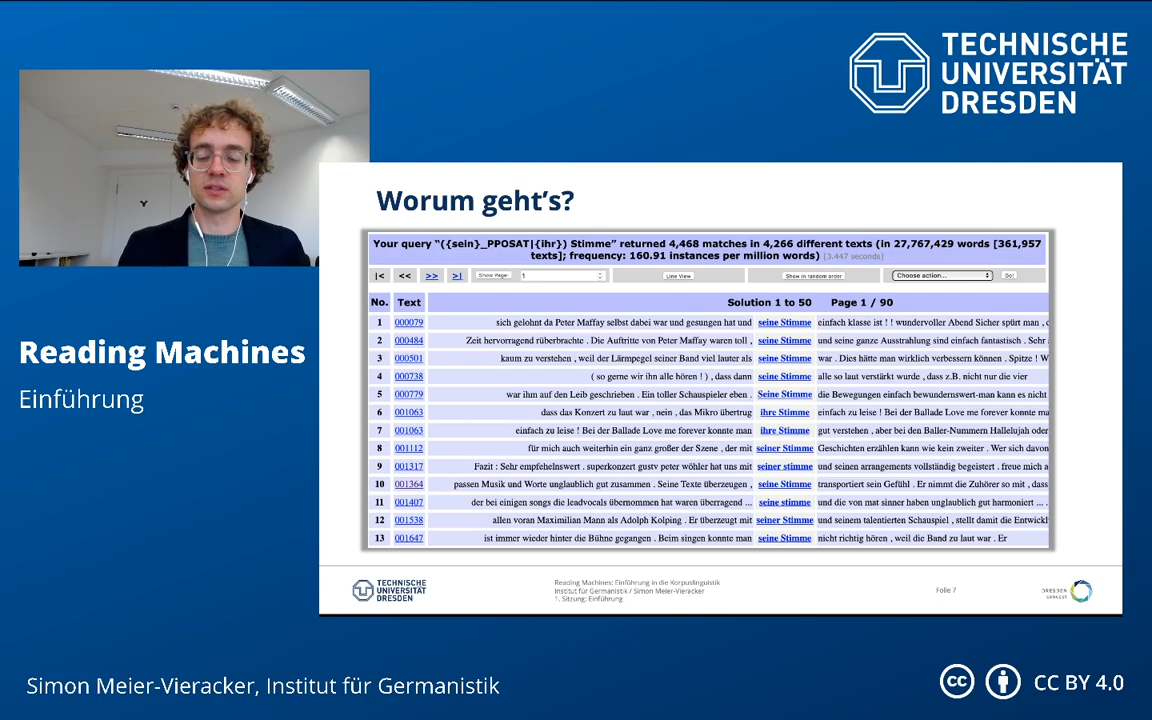 TECHNISCHE
UNIVERSITÄT
DRESDEN
Worum geht's?
Your query “({sein}_PPOSAT|{ihr}) Stimme” returned 4,468 matches in 4,266 different texts (in 27,767,429 words [361,957
texts]; frequency: 160.91 instances per million words) [3.447 seconds]
|< << >> >| Show Page: 1 Line View Show in random order Choose action... Go!
No. Text Solution 1 to 50 Page 1 / 90
1 000079 sich gelohnt da Peter Maffay selbst dabei war und gesungen hat und seine Stimme einfach klasse ist ! ! wundervoller Abend Sicher spürt man ,
2 000484 Zeit hervorragend rüberbrachte . Die Auftritte von Peter Maffay waren toll , seine Stimme und seine ganze Ausstrahlung sind einfach fantastisch . Sehr
3 000501 kaum zu verstehen , weil der Lärmpegel seiner Band viel lauter als seine Stimme war . Dies hätte man wirklich verbessern können . Spitze ! W
4 000738 ( so gerne wir ihn alle hören ! ) , dass dann seine Stimme alle so laut verstärkt wurde , dass z.B. nicht nur die vier
5 000779 war ihm auf den Leib geschrieben . Ein toller Schauspieler eben . Seine Stimme die Bewegungen einfach bewundernswert-man kann es nicht
6 001063 dass das Konzert zu laut war , nein , das Mikro übertrug ihre Stimme einfach zu leise ! Bei der Ballade Love me forever konnte ma
7 001063 einfach zu leise ! Bei der Ballade Love me forever konnte man ihre Stimme gut verstehen , aber bei den Baller-Nummern Hallelujah oder
8 001112 für mich auch weiterhin ein ganz großer der Szene , der mit seiner Stimme Geschichten erzählen kann wie kein zweiter . Wer sich davon
9 001317 Fazit : Sehr empfehelnswert . superkonzert gustv peter wöhler hat uns mit seiner stimme und seinen arrangements vollständig begeistert . freue mich a
10 001364 passen Musik und Worte unglaublich gut zusammen . Seine Texte überzeugen , seine Stimme transportiert sein Gefühl . Er nimmt die Zuhörer so mit , dass
11 001407 der bei einigen songs die leadvocals übernommen hat waren überragend ... seine stimme und die von mat sinner haben unglaublich gut harmoniert ... .
12 001538 allen voran Maximilian Mann als Adolph Kolping . Er überzeugt mit seiner Stimme und seinem talentierten Schauspiel , stellt damit die Entwickl
13 001647 ist immer wieder hinter die Bühne gegangen . Beim singen konnte man seine Stimme nicht richtig hören , weil die Band zu laut war . Er
Reading Machines
Einführung
TECHNISCHE
UNIVERSITÄT
DRESDEN
Reading Machines: Einführung in die Korpuslinguistik
Institut für Germanistik / Simon Meier-Vieracker
1. Sitzung: Einführung
Folie 7
DRESDEN
concept
Simon Meier-Vieracker, Institut für Germanistik
cc CC BY 4.0